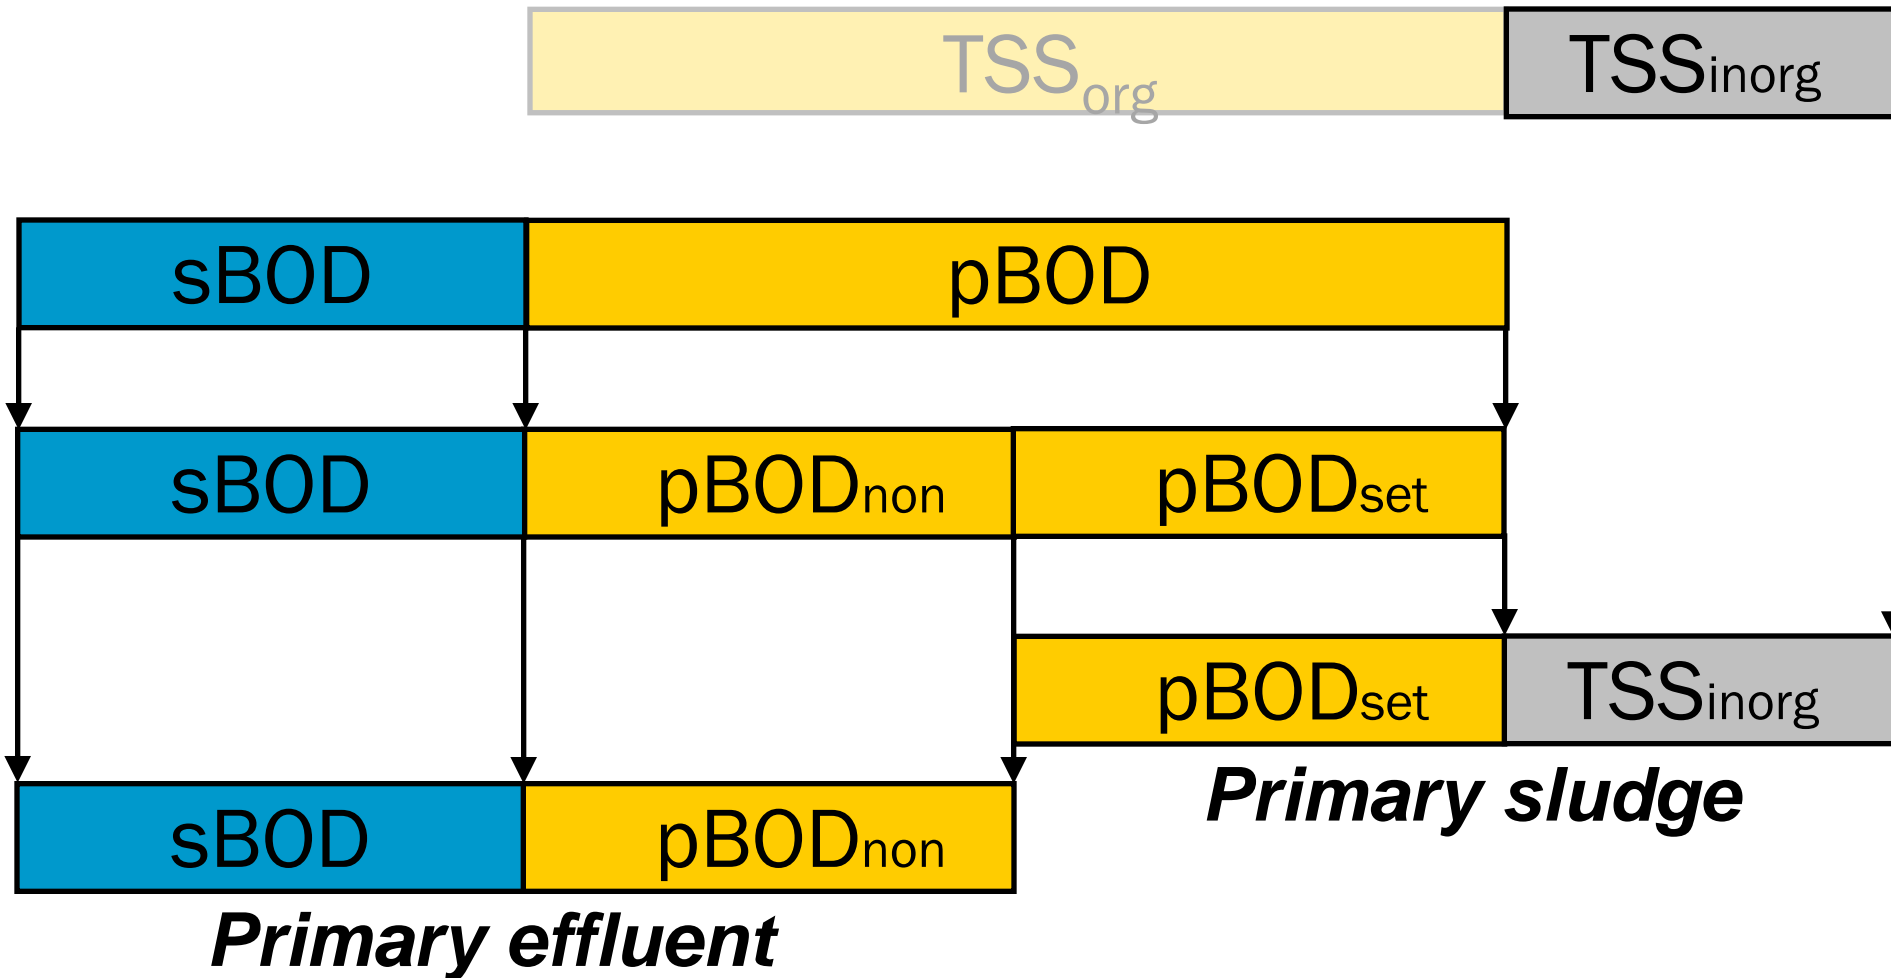 TSSorg TSSinorg
sBOD pBOD
sBOD pBODnon pBODset
pBODset TSSinorg
Primary sludge
sBOD pBODnon
Primary effluent